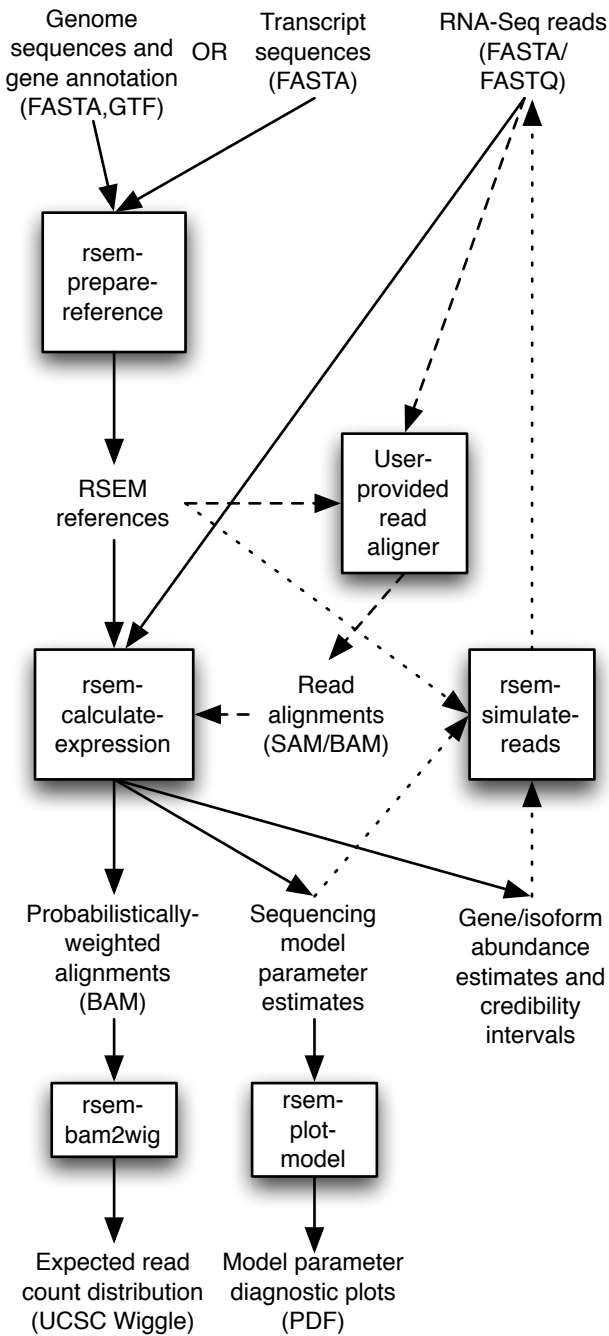 Genome
sequences and
gene annotation
(FASTA,GTF)
OR
Transcript
sequences
(FASTA)
RNA-Seq reads
(FASTA/
FASTQ)
rsem-
prepare-
reference
RSEM
references
User-
provided
read
aligner
rsem-
calculate-
expression
Read
alignments
(SAM/BAM)
rsem-
simulate-
reads
Probabilistically-
weighted
alignments
(BAM)
Sequencing
model
parameter
estimates
Gene/isoform
abundance
estimates and
credibility
intervals
rsem-
bam2wig
rsem-
plot-
model
Expected read
count distribution
(UCSC Wiggle)
Model parameter
diagnostic plots
(PDF)